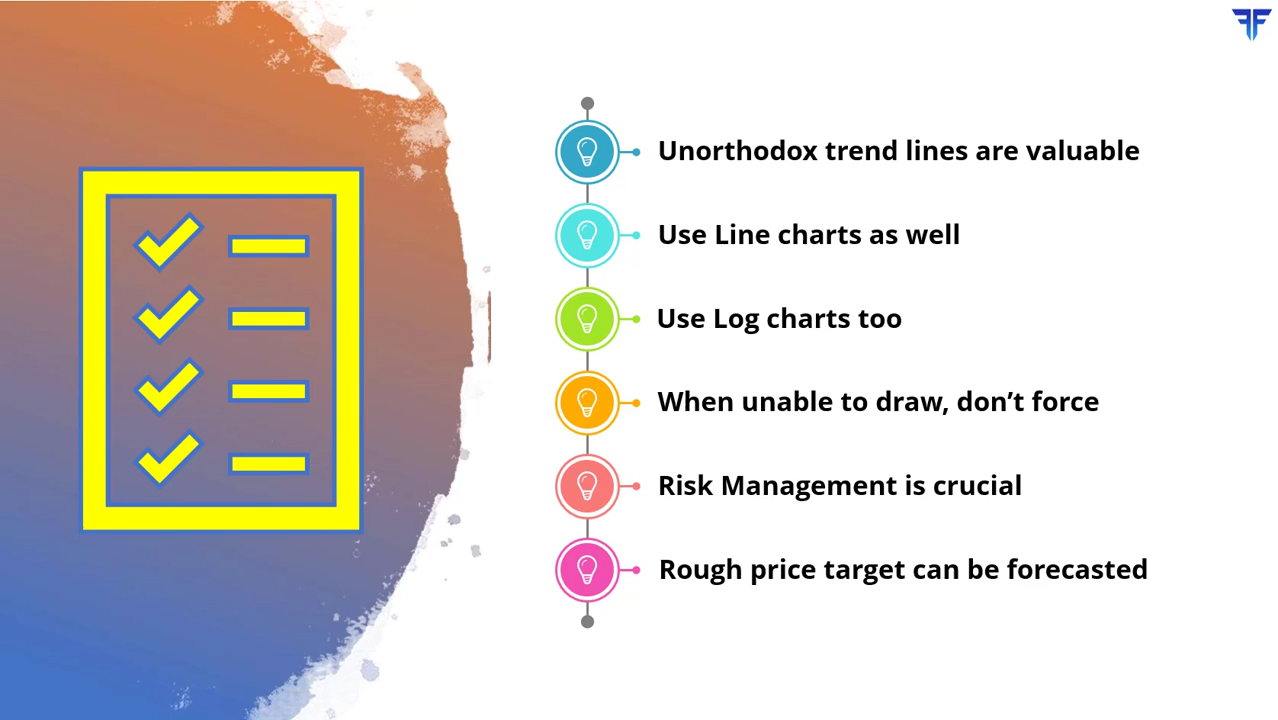 Unorthodox trend lines are valuable
Use Line charts as well
Use Log charts too
When unable to draw, don’t force
Risk Management is crucial
Rough price target can be forecasted